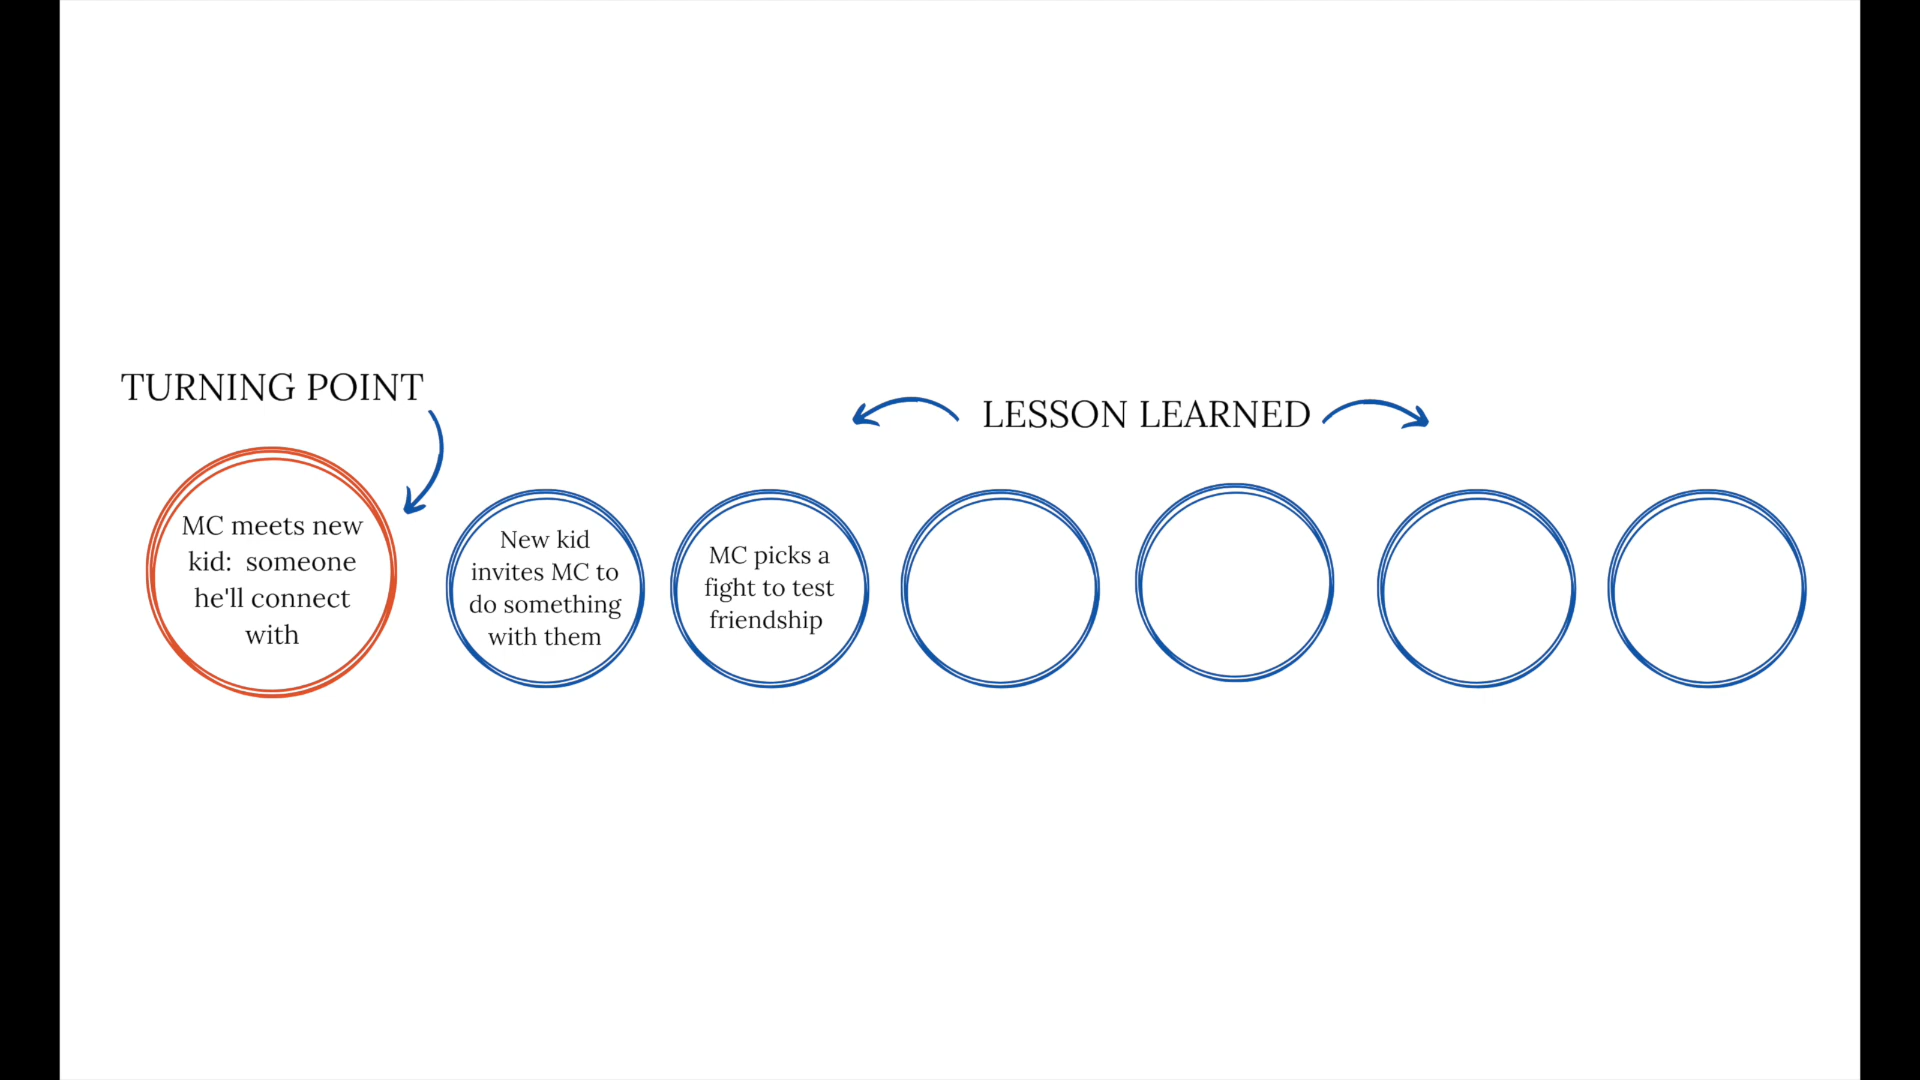 TURNING POINT
LESSON LEARNED
MC meets new
kid:  someone
he'll connect
with
New kid
invites MC to
do something
with them
MC picks a
fight to test
friendship